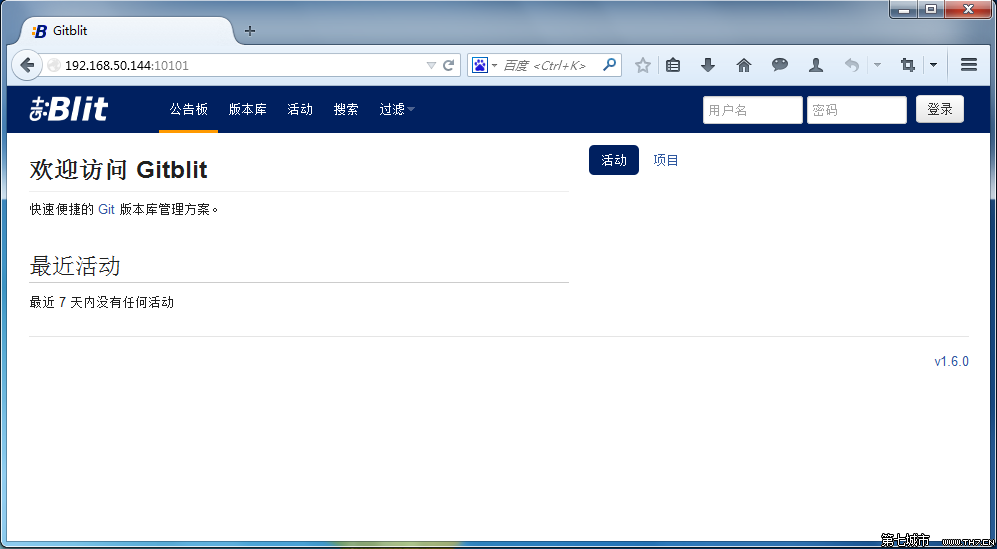 Gitblit
192.168.50.144:10101
百度 <Ctrl+K>
Blit
公告板 版本库 活动 搜索 过滤 用户名 密码 登录
欢迎访问 Gitblit
快速便捷的 Git 版本库管理方案。
活动 项目
最近活动
最近 7 天内没有任何活动
v1.6.0
第七城市 www.TH7.CN